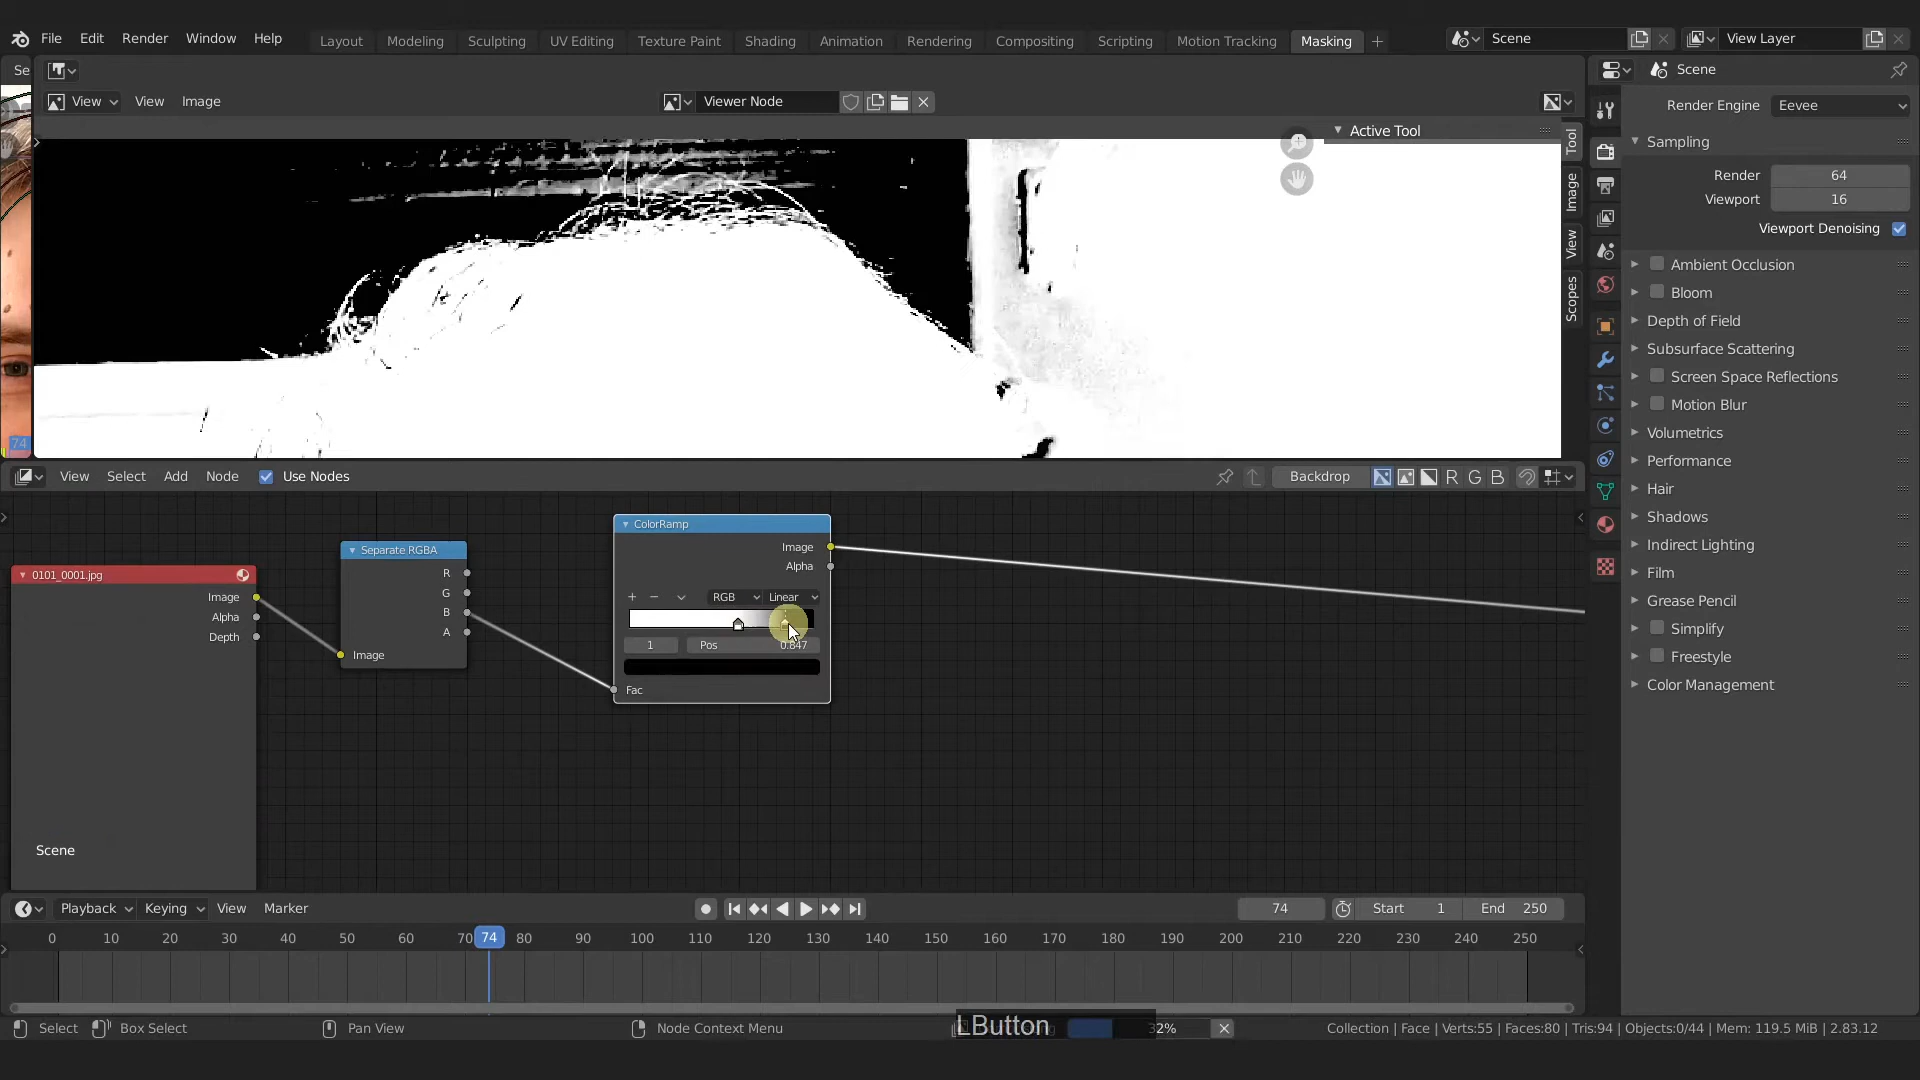 File Edit Render Window Help Layout Modeling Sculpting UV Editing Texture Paint Shading Animation Rendering Compositing Scripting Motion Tracking Masking Scene View Layer
Se Scene
View View Image Viewer Node
Render Engine Eevee
Active Tool
Tool
Image
View
Scopes
Sampling
Render 64
Viewport 16
Viewport Denoising
Ambient Occlusion
Bloom
Depth of Field
Subsurface Scattering
Screen Space Reflections
Motion Blur
Volumetrics
Performance
Hair
Shadows
Indirect Lighting
Film
Grease Pencil
Simplify
Freestyle
Color Management
74
View Select Add Node Use Nodes Backdrop R G B
0101_0001.jpg
Image
Alpha
Depth
Separate RGBA
R
G
B
A
Image
ColorRamp
Image
Alpha
RGB Linear
1 Pos 0.847
Fac
Scene
Playback Keying View Marker 74 Start 1 End 250
0 10 20 30 40 50 60 70 74 80 90 100 110 120 130 140 150 160 170 180 190 200 210 220 230 240 250
Select Box Select Pan View Node Context Menu LButton 32% Collection | Face | Verts:55 | Faces:80 | Tris:94 | Objects:0/44 | Mem: 119.5 MiB | 2.83.12